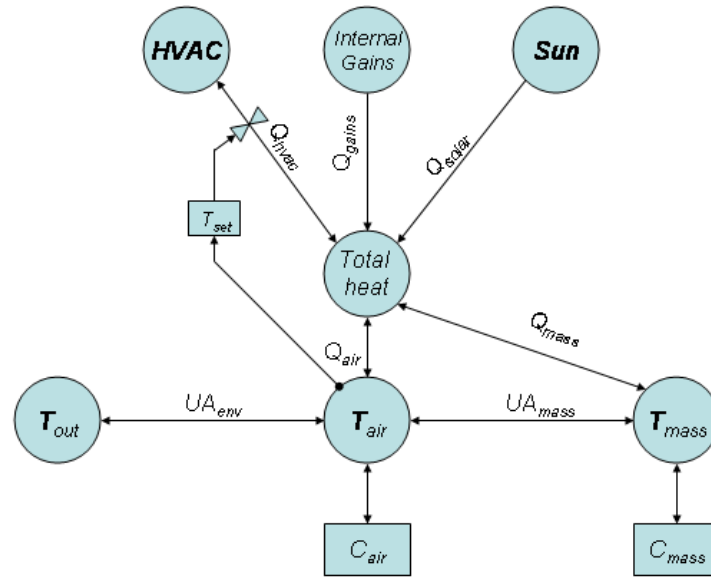 HVAC
Internal
Gains
Sun
Qhvac
Qgains
Qsolar
Tset
Total
heat
Qmass
Qair
Tout
UAenv
Tair
UAmass
Tmass
Cair
Cmass